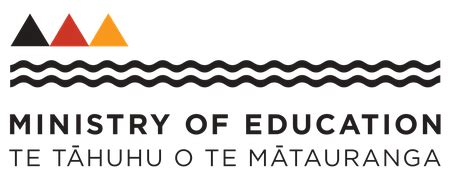 MINISTRY OF EDUCATION
TE TĀHUHU O TE MĀTAURANGA